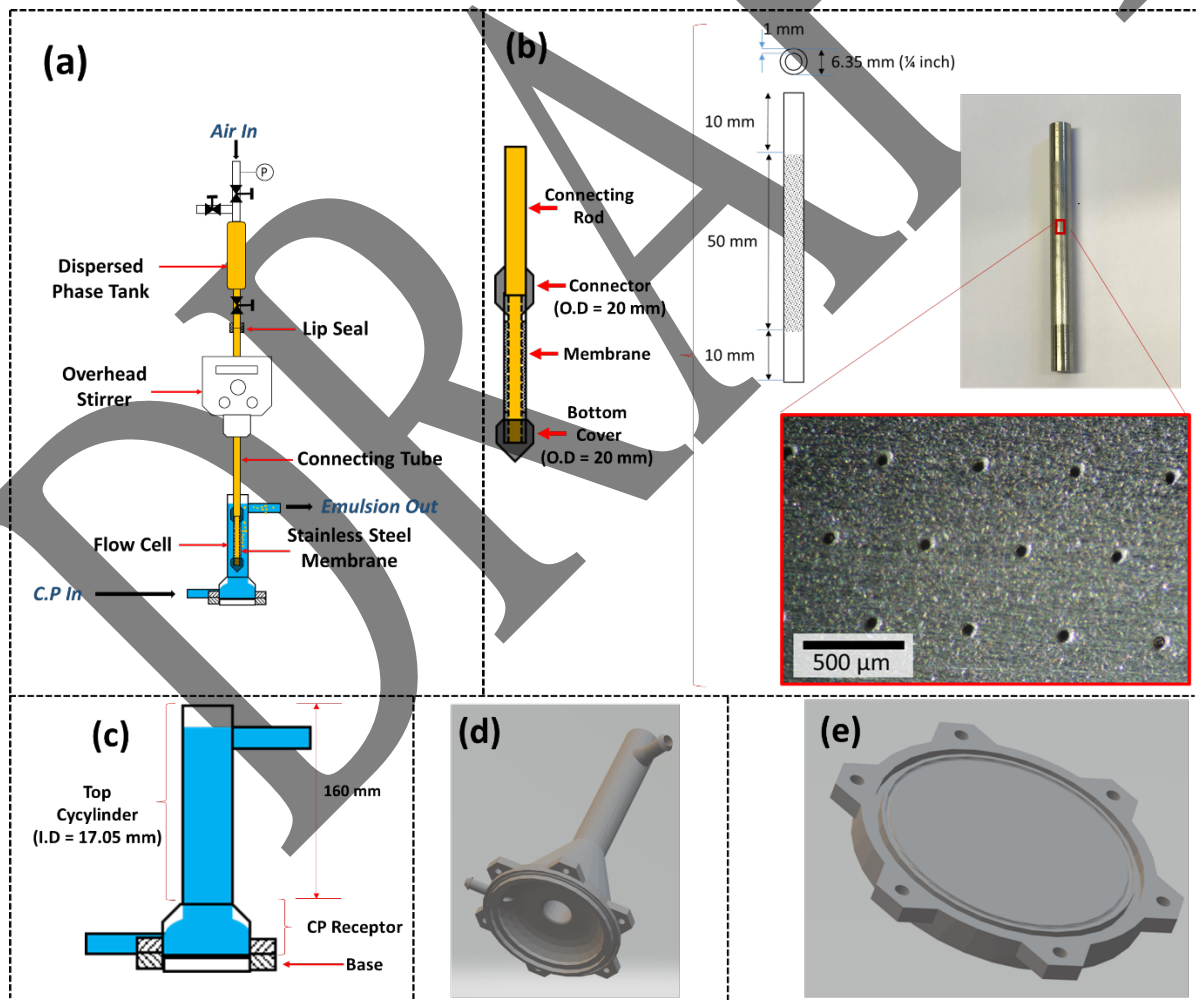 (a)
Air In
P
Dispersed
Phase Tank
Lip Seal
Overhead
Stirrer
Connecting Tube
Emulsion Out
Flow Cell
Stainless Steel
Membrane
C.P In
(b)
1 mm
6.35 mm (¼ inch)
10 mm
50 mm
10 mm
Connecting
Rod
Connector
(O.D = 20 mm)
Membrane
Bottom
Cover
(O.D = 20 mm)
500 µm
(c)
Top
Cycylinder
(I.D = 17.05 mm)
160 mm
CP Receptor
Base
(d)
(e)
DRAF